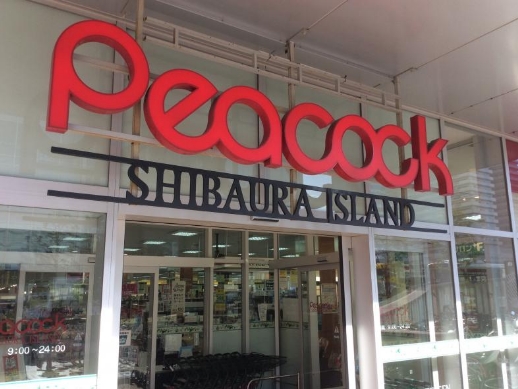 Peacock
SHIBAURA ISLAND
Peacock
9:00~24:00